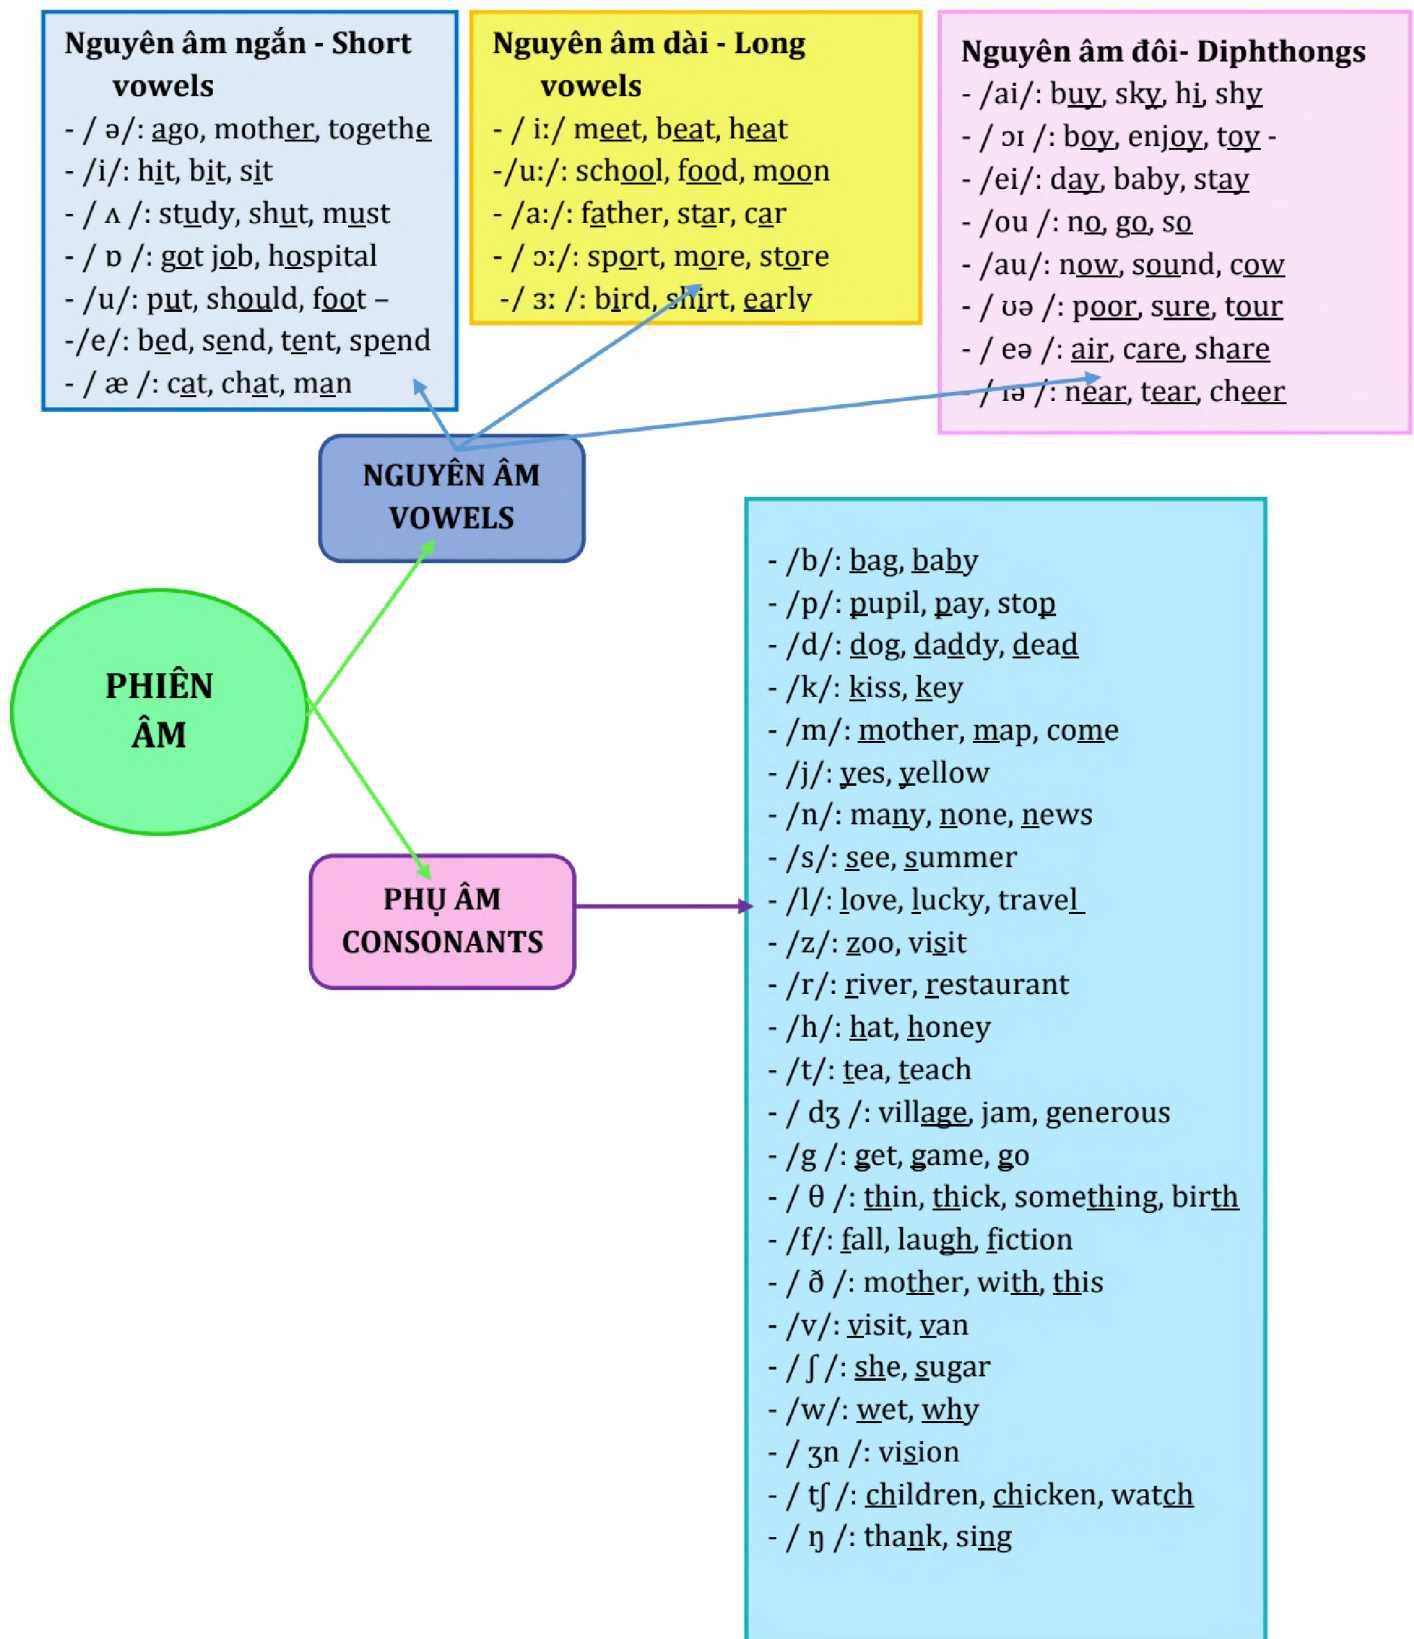 Nguyên âm ngắn - Short
vowels
- / ə/: ago, mother, togethe
- /i/: hit, bit, sit
- / ʌ /: study, shut, must
- / ɒ /: got job, hospital
- /u/: put, should, foot –
-/e/: bed, send, tent, spend
- / æ /: cat, chat, man
Nguyên âm dài - Long
vowels
- / i:/ meet, beat, heat
-/u:/: school, food, moon
- /a:/: father, star, car
- / ɔ:/: sport, more, store
-/ ɜ: /: bird, shirt, early
Nguyên âm đôi- Diphthongs
- /ai/: buy, sky, hi, shy
- / ɔɪ /: boy, enjoy, toy -
- /ei/: day, baby, stay
- /ou /: no, go, so
- /au/: now, sound, cow
- / ʊə /: poor, sure, tour
- / eə /: air, care, share
- / ɪə /: near, tear, cheer
NGUYÊN ÂM
VOWELS
PHIÊN
ÂM
PHỤ ÂM
CONSONANTS
- /b/: bag, baby
- /p/: pupil, pay, stop
- /d/: dog, daddy, dead
- /k/: kiss, key
- /m/: mother, map, come
- /j/: yes, yellow
- /n/: many, none, news
- /s/: see, summer
- /l/: love, lucky, travel
- /z/: zoo, visit
- /r/: river, restaurant
- /h/: hat, honey
- /t/: tea, teach
- / dʒ /: village, jam, generous
- /g /: get, game, go
- / θ /: thin, thick, something, birth
- /f/: fall, laugh, fiction
- / ð /: mother, with, this
- /v/: visit, van
- / ʃ /: she, sugar
- /w/: wet, why
- / ʒn /: vision
- / tʃ /: children, chicken, watch
- / ŋ /: thank, sing